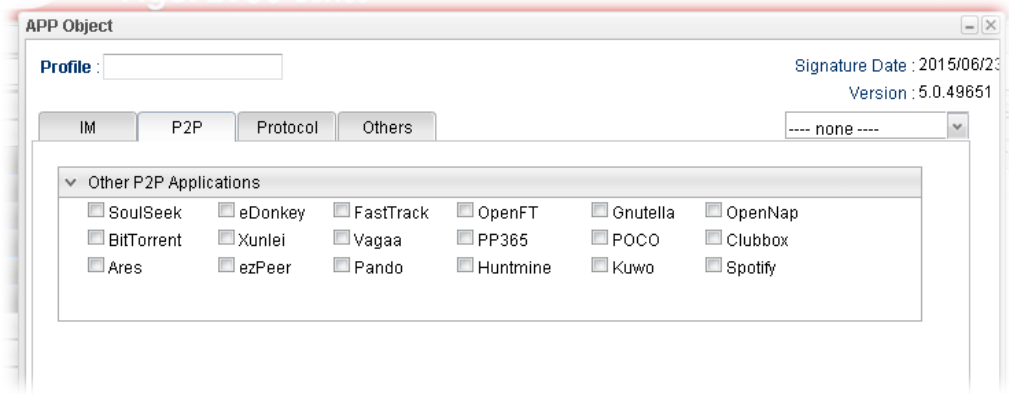 APP Object
Profile :
Signature Date : 2015/06/23
Version : 5.0.49651
IM P2P Protocol Others ---- none ----
Other P2P Applications
SoulSeek eDonkey FastTrack OpenFT Gnutella OpenNap
BitTorrent Xunlei Vagaa PP365 POCO Clubbox
Ares ezPeer Pando Huntmine Kuwo Spotify